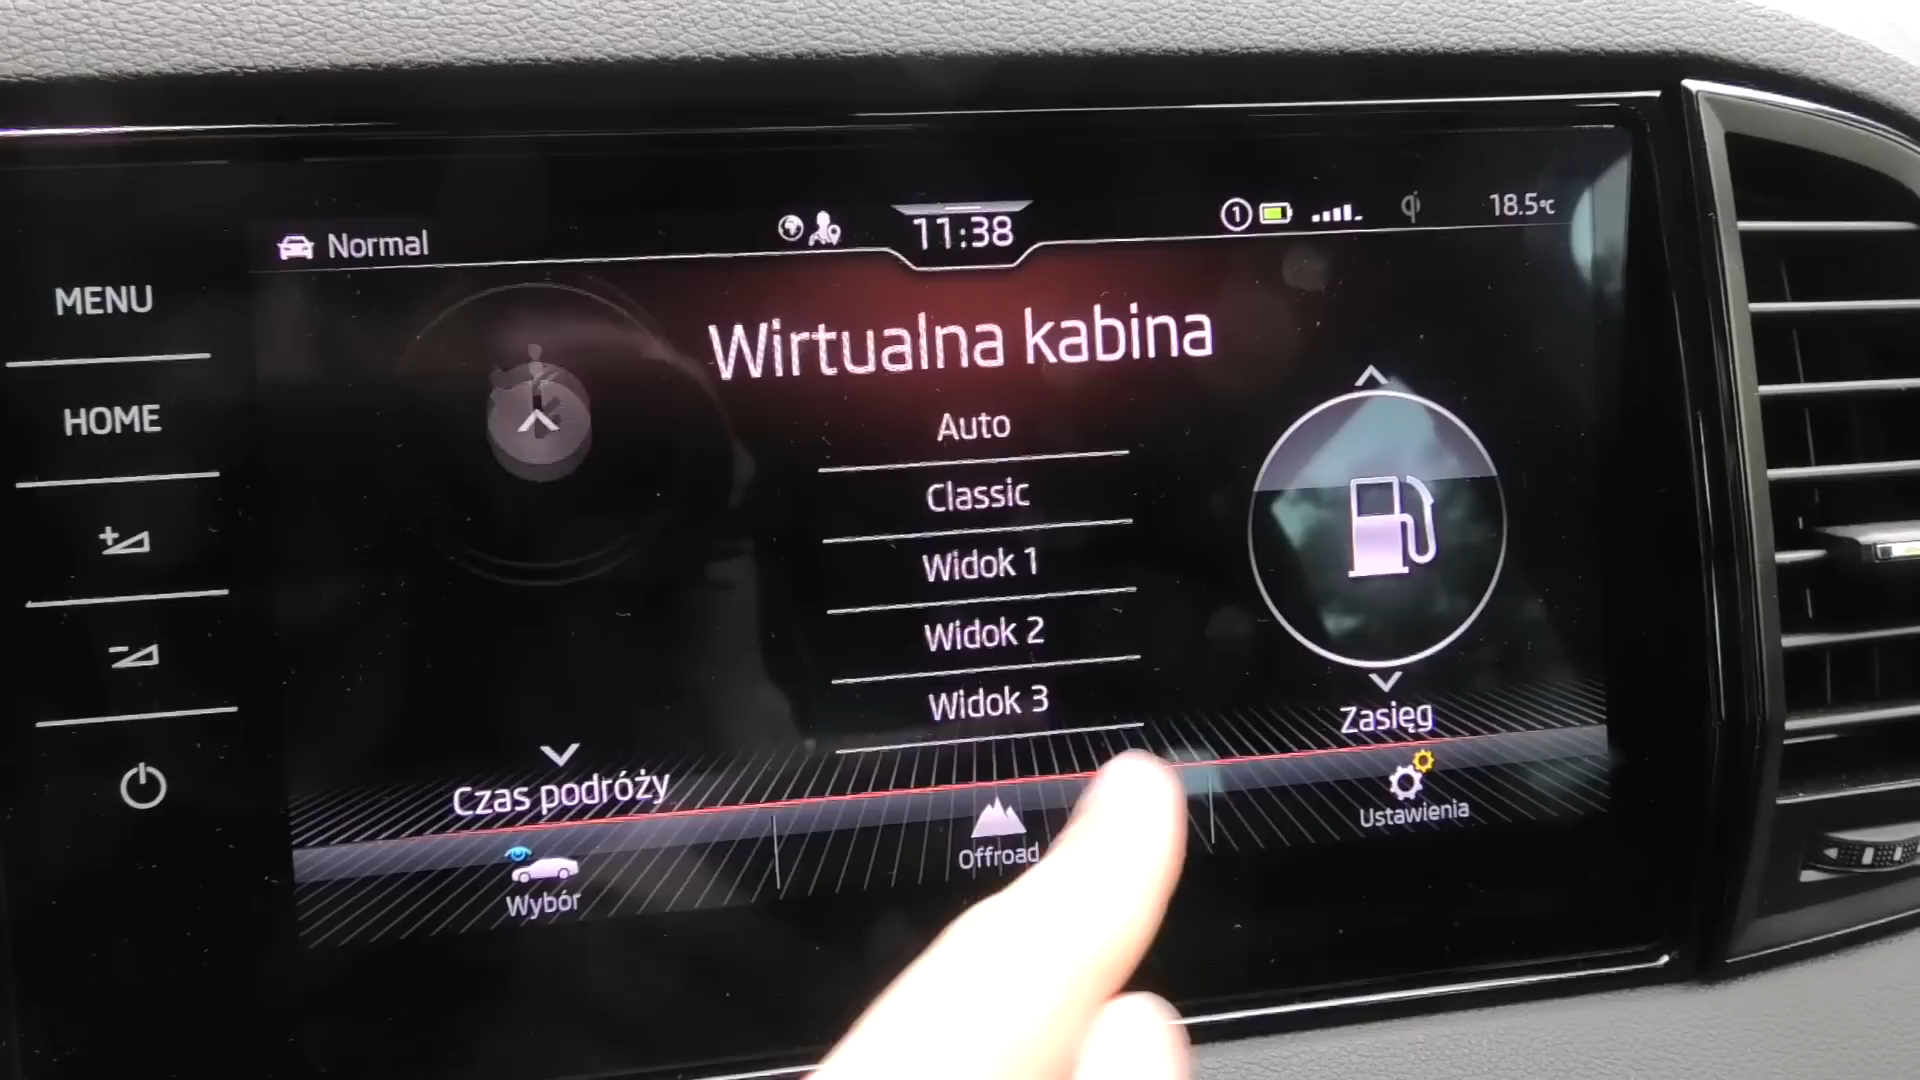 Normal
11:38
1
18.5°C
MENU
HOME
Wirtualna kabina
Auto
Classic
Widok 1
Widok 2
Widok 3
Zasięg
Czas podróży
Wybór
Offroad
Ustawienia